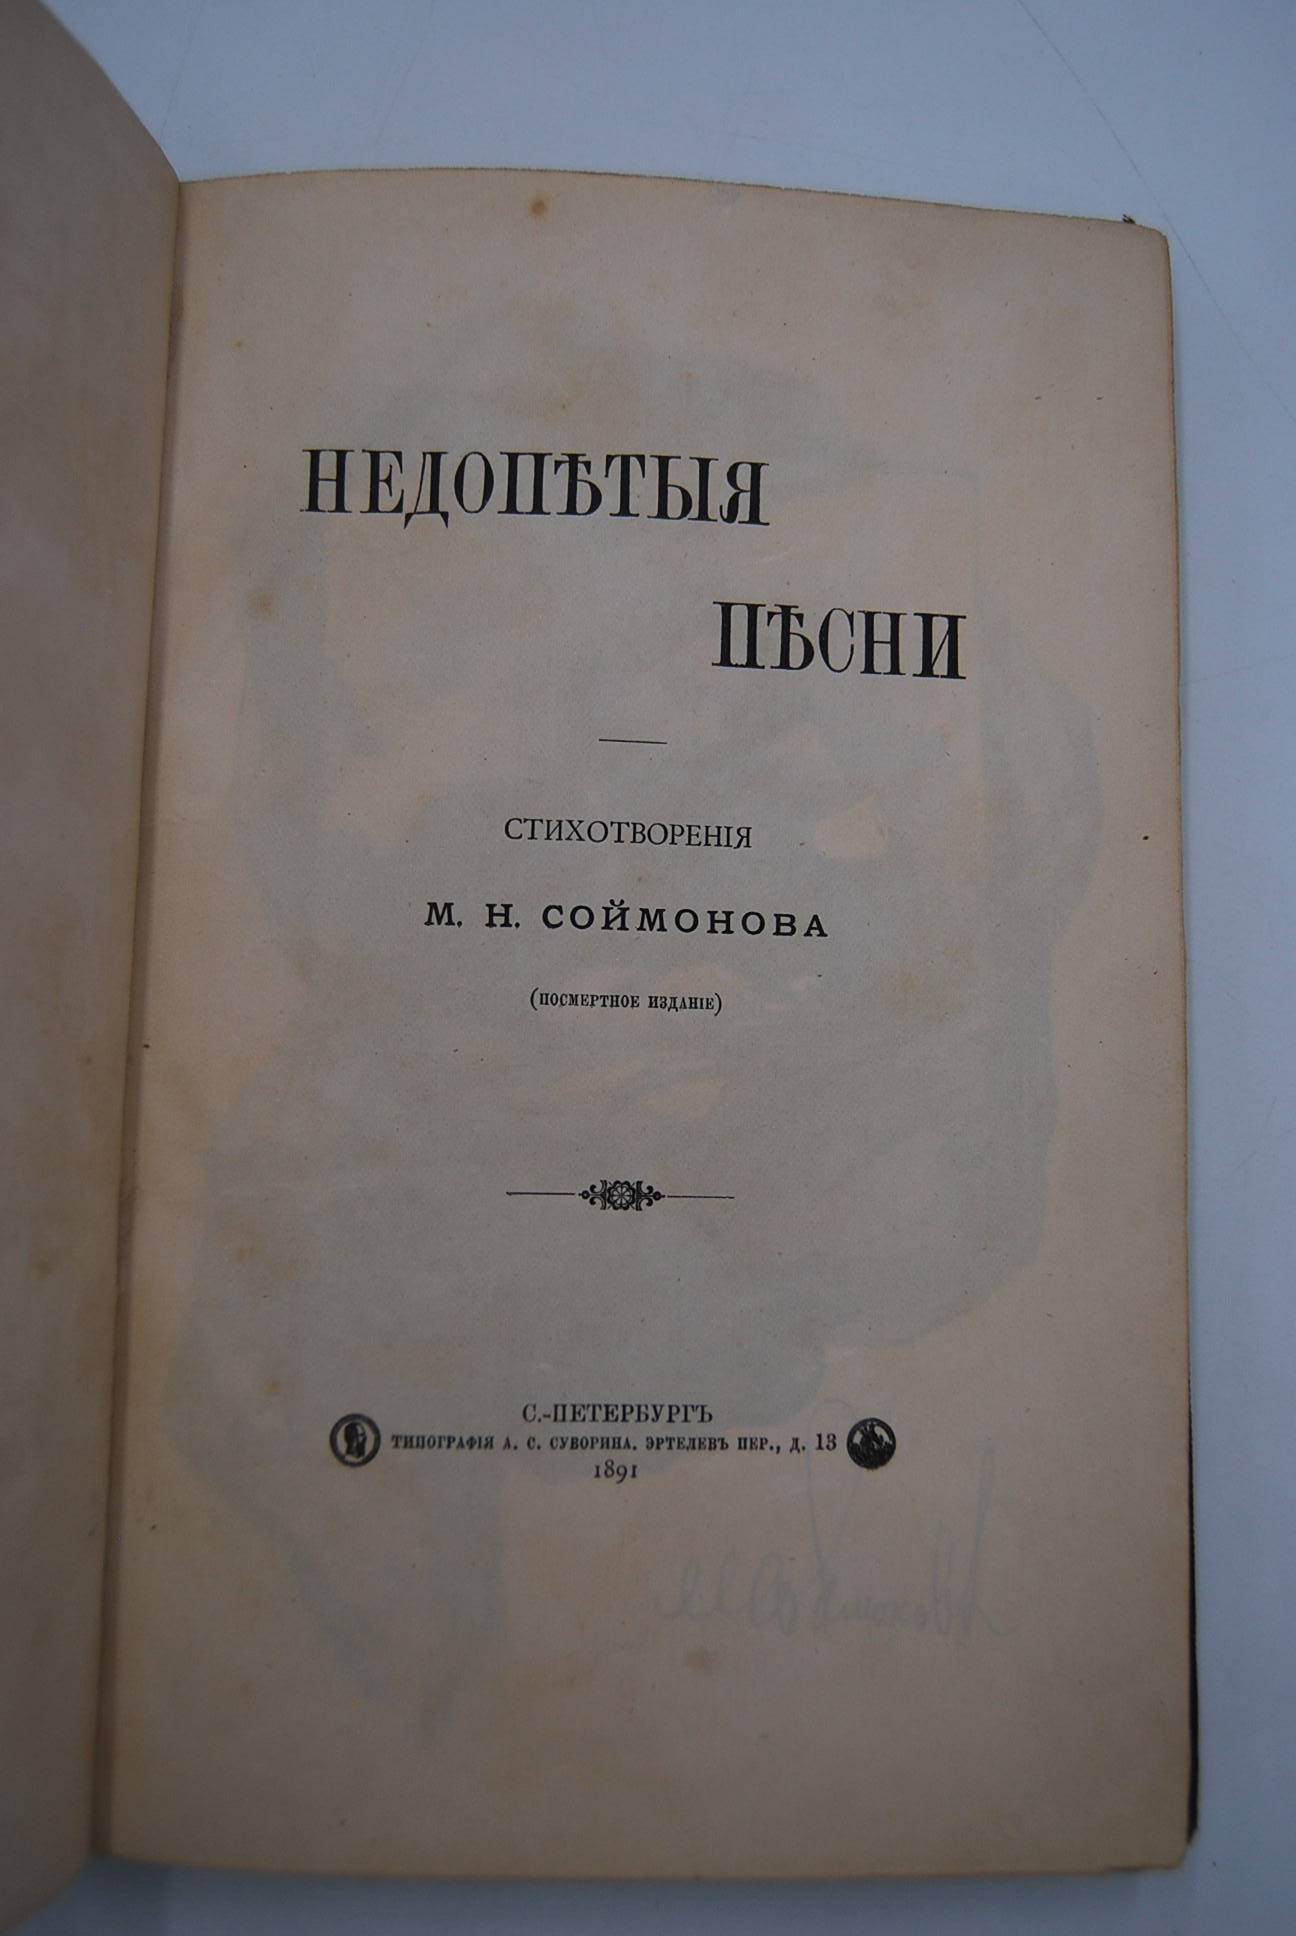 НЕДОПѢТЫЯ
ПѢСНИ
СТИХОТВОРЕНІЯ
М. Н. СОЙМОНОВА
(ПОСМЕРТНОЕ ИЗДАНІЕ)
С.-ПЕТЕРБУРГЪ
ТИПОГРАФІЯ А. С. СУВОРИНА. ЭРТЕЛЕВЪ ПЕР., Д. 13
1891